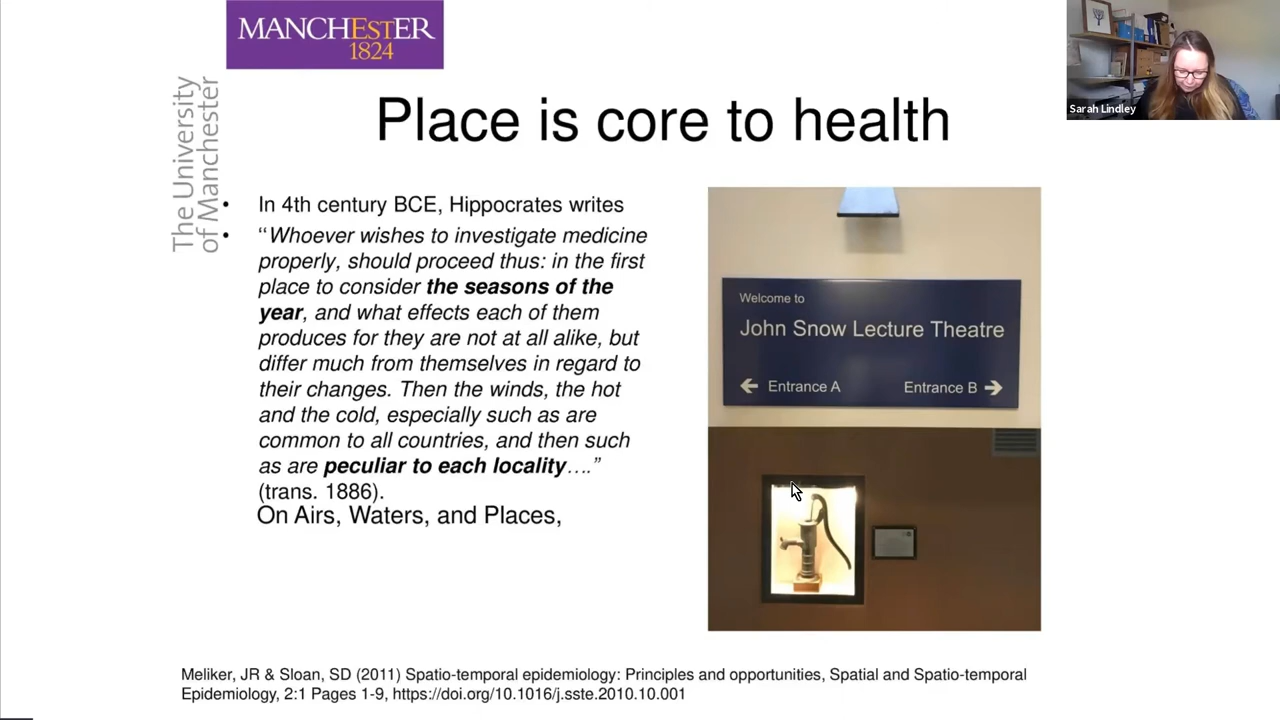 MANCHESTER
1824
The University
of Manchester
Sarah Lindley
Place is core to health
• In 4th century BCE, Hippocrates writes
• “Whoever wishes to investigate medicine
properly, should proceed thus: in the first
place to consider the seasons of the
year, and what effects each of them
produces for they are not at all alike, but
differ much from themselves in regard to
their changes. Then the winds, the hot
and the cold, especially such as are
common to all countries, and then such
as are peculiar to each locality….”
(trans. 1886).
On Airs, Waters, and Places,
Welcome to
John Snow Lecture Theatre
← Entrance A
Entrance B →
Meliker, JR & Sloan, SD (2011) Spatio-temporal epidemiology: Principles and opportunities, Spatial and Spatio-temporal
Epidemiology, 2:1 Pages 1-9, https://doi.org/10.1016/j.sste.2010.10.001